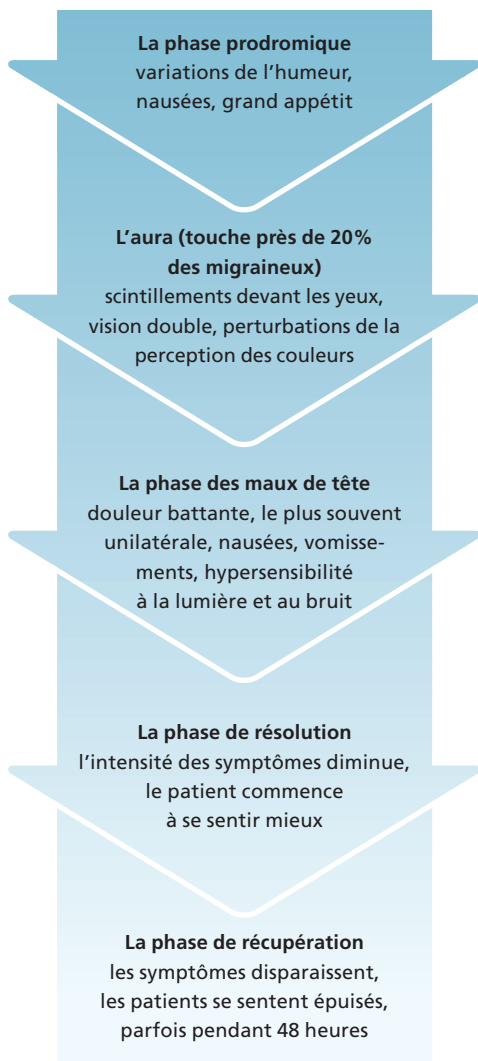 La phase prodromique
variations de l’humeur,
nausées, grand appétit
L’aura (touche près de 20%
des migraineux)
scintillements devant les yeux,
vision double, perturbations de la
perception des couleurs
La phase des maux de tête
douleur battante, le plus souvent
unilatérale, nausées, vomisse-
ments, hypersensibilité
à la lumière et au bruit
La phase de résolution
l’intensité des symptômes diminue,
le patient commence
à se sentir mieux
La phase de récupération
les symptômes disparaissent,
les patients se sentent épuisés,
parfois pendant 48 heures